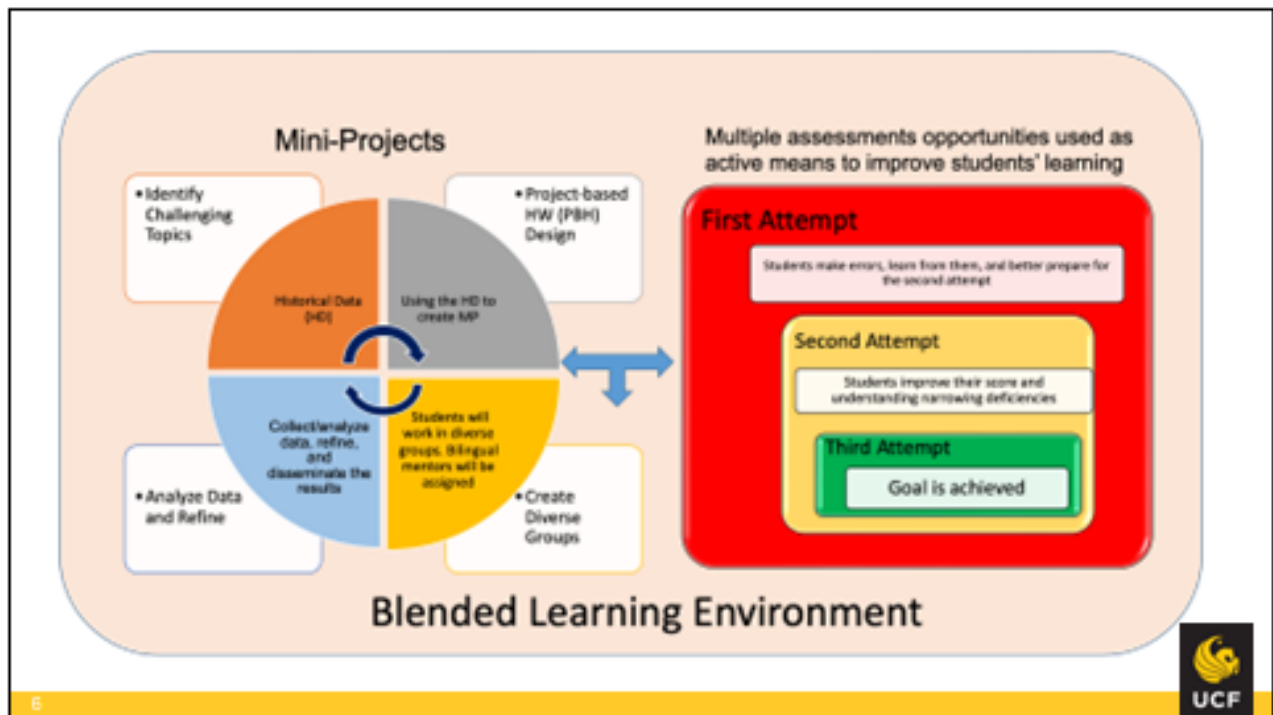 Mini-Projects
• Identify
Challenging
Topics
• Project-based
HW (PBH)
Design
Historical Data
(HD)
Using the HD to
create MP
Collect/analyze
data, refine,
and
disseminate the
results
Students will
work in diverse
groups. Bilingual
mentors will be
assigned
• Analyze Data
and Refine
• Create
Diverse
Groups
Multiple assessments opportunities used as
active means to improve students' learning
First Attempt
Students make errors, learn from them, and better prepare for
the second attempt
Second Attempt
Students improve their score and
understanding narrowing deficiencies
Third Attempt
Goal is achieved
Blended Learning Environment
6
UCF